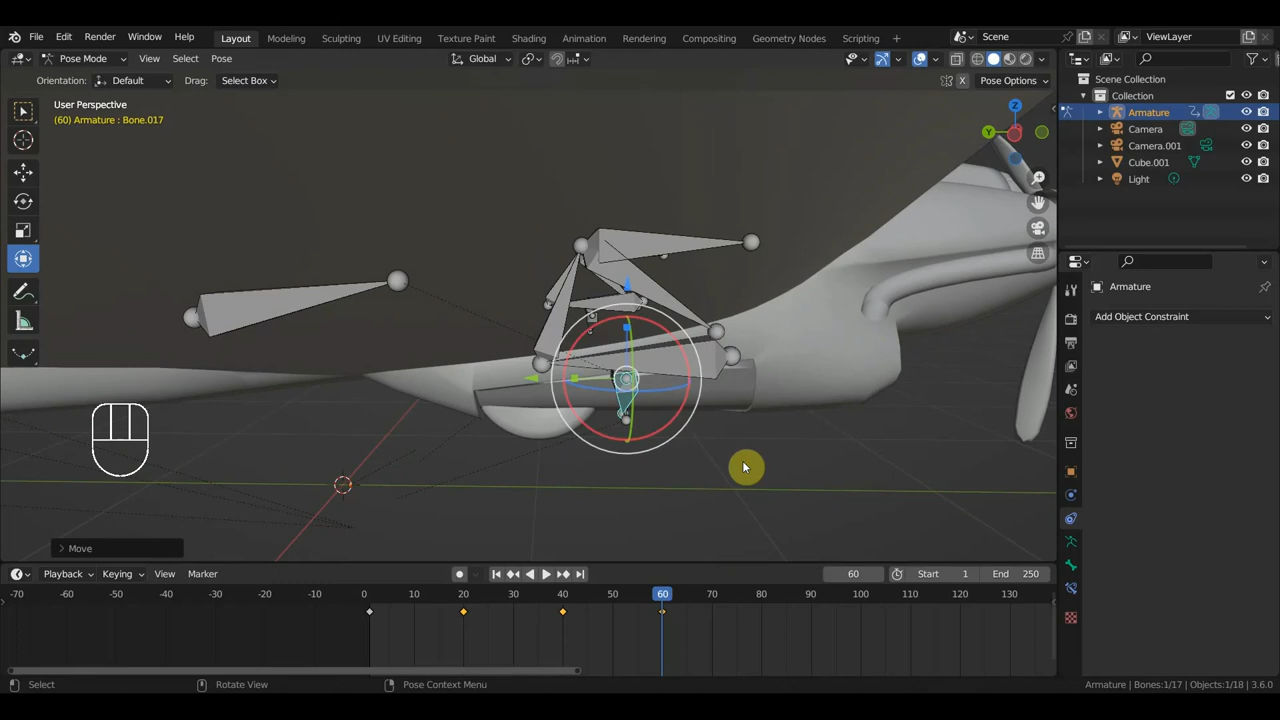 File Edit Render Window Help Layout Modeling Sculpting UV Editing Texture Paint Shading Animation Rendering Compositing Geometry Nodes Scripting + Scene ViewLayer
Pose Mode View Select Pose Global
Orientation: Default Drag: Select Box X Pose Options
User Perspective
(60) Armature : Bone.017
Z
Y
Scene Collection
Collection
Armature
Camera
Camera.001
Cube.001
Light
Armature
Add Object Constraint
Move
Playback Keying View Marker 60 Start 1 End 250
-70 -60 -50 -40 -30 -20 -10 0 10 20 30 40 50 60 70 80 90 100 110 120 130
Select Rotate View Pose Context Menu Armature | Bones:1/17 | Objects:1/18 | 3.6.0